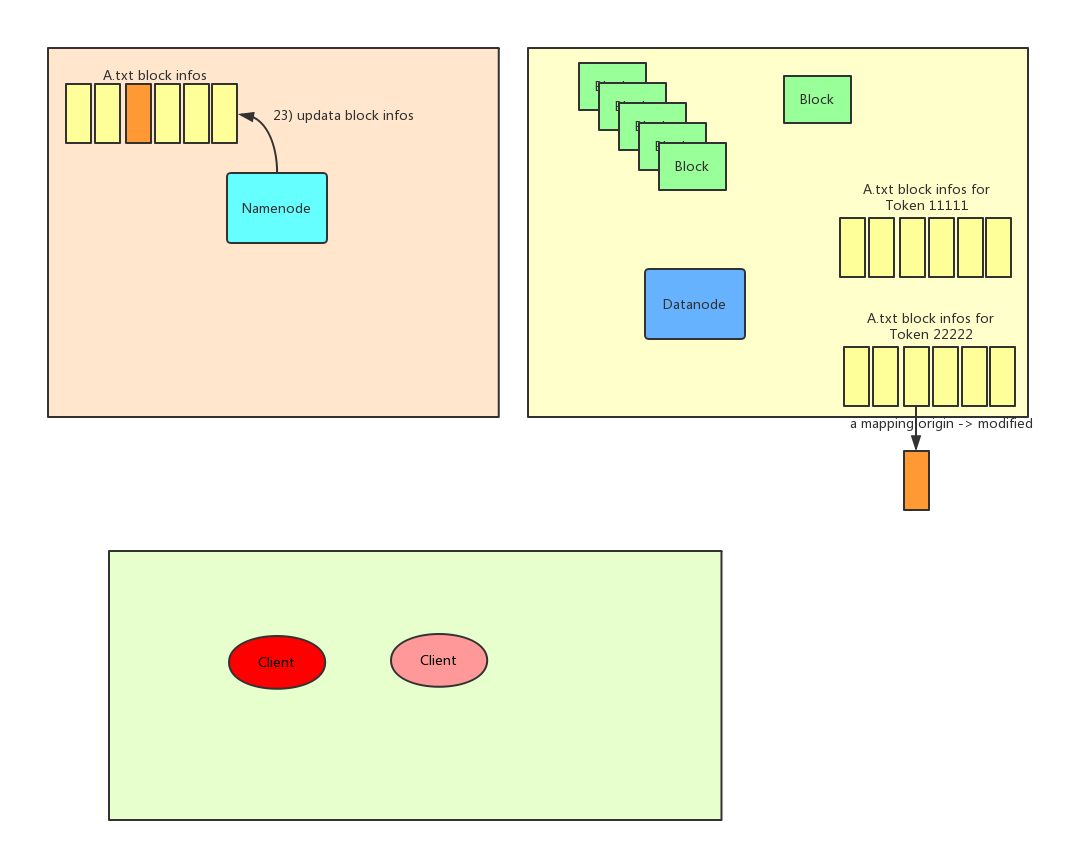 A.txt block infos
23) updata block infos
Namenode
Block
Block
A.txt block infos for
Token 11111
Datanode
A.txt block infos for
Token 22222
a mapping origin -> modified
Client
Client